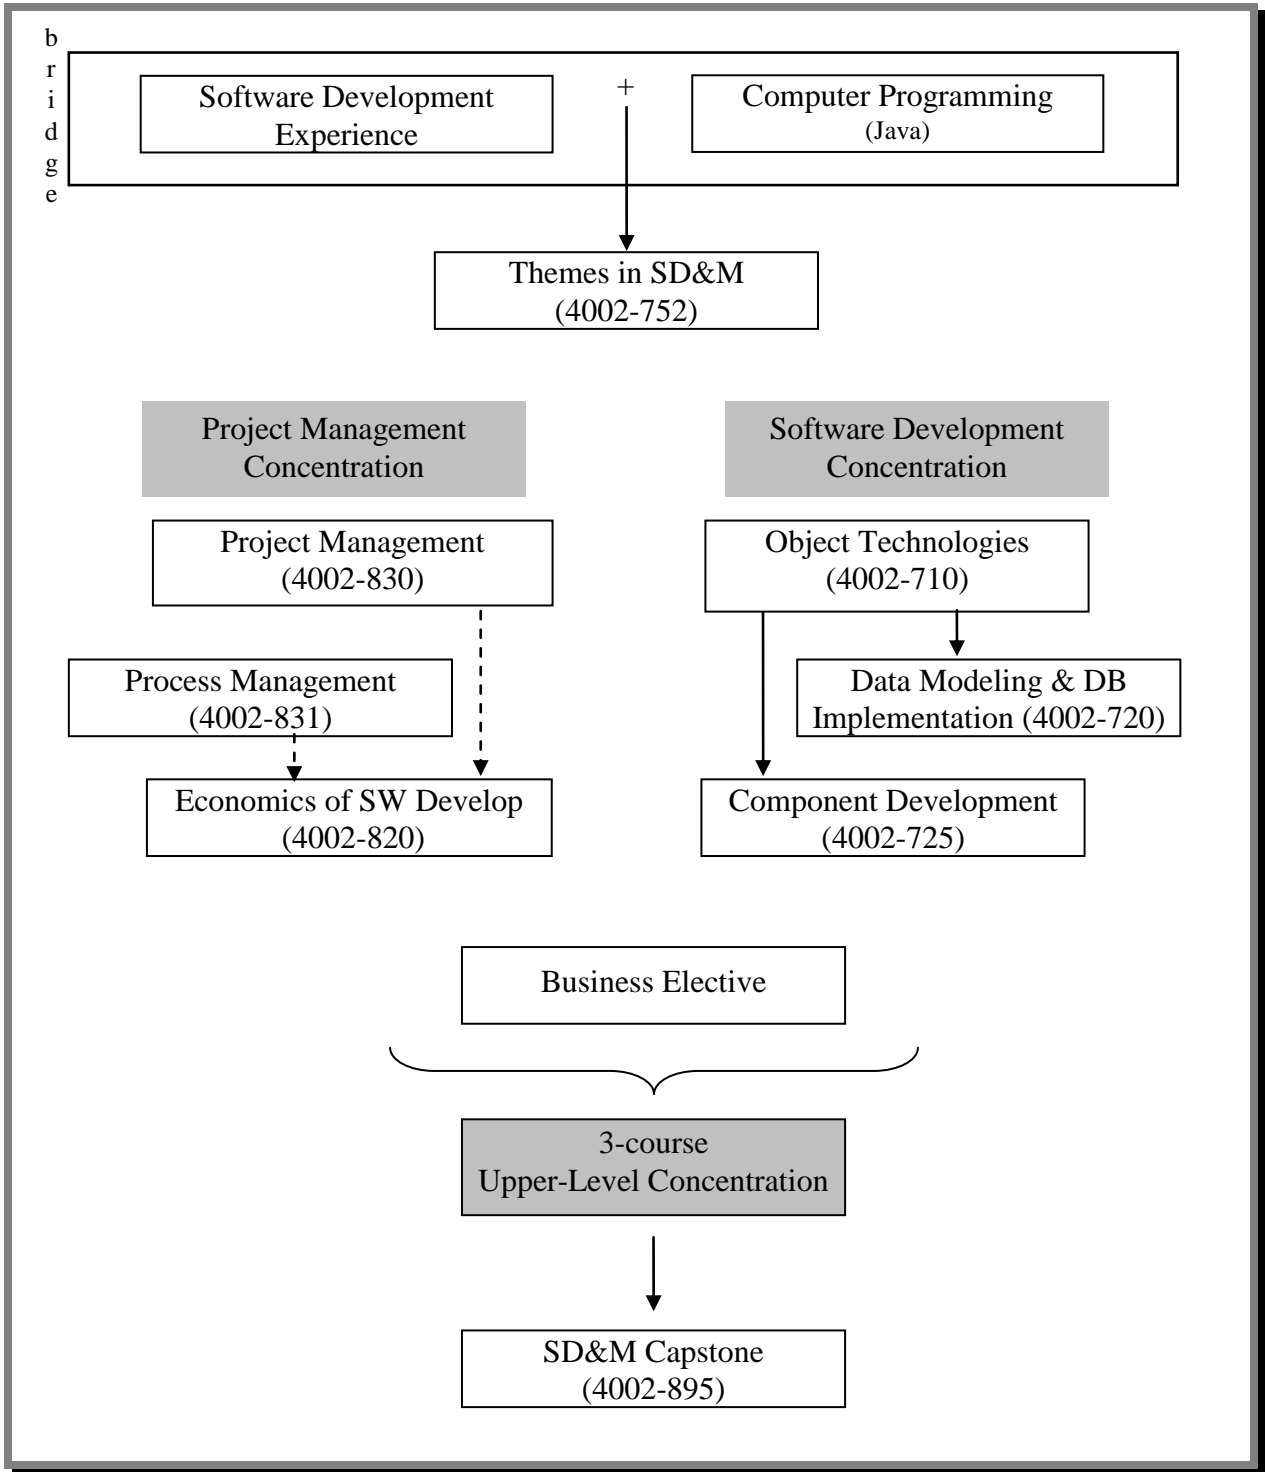 b
r
i
d
g
e
Software Development
Experience
+
Computer Programming
(Java)
Themes in SD&M
(4002-752)
Project Management
Concentration
Software Development
Concentration
Project Management
(4002-830)
Object Technologies
(4002-710)
Process Management
(4002-831)
Data Modeling & DB
Implementation (4002-720)
Economics of SW Develop
(4002-820)
Component Development
(4002-725)
Business Elective
3-course
Upper-Level Concentration
SD&M Capstone
(4002-895)